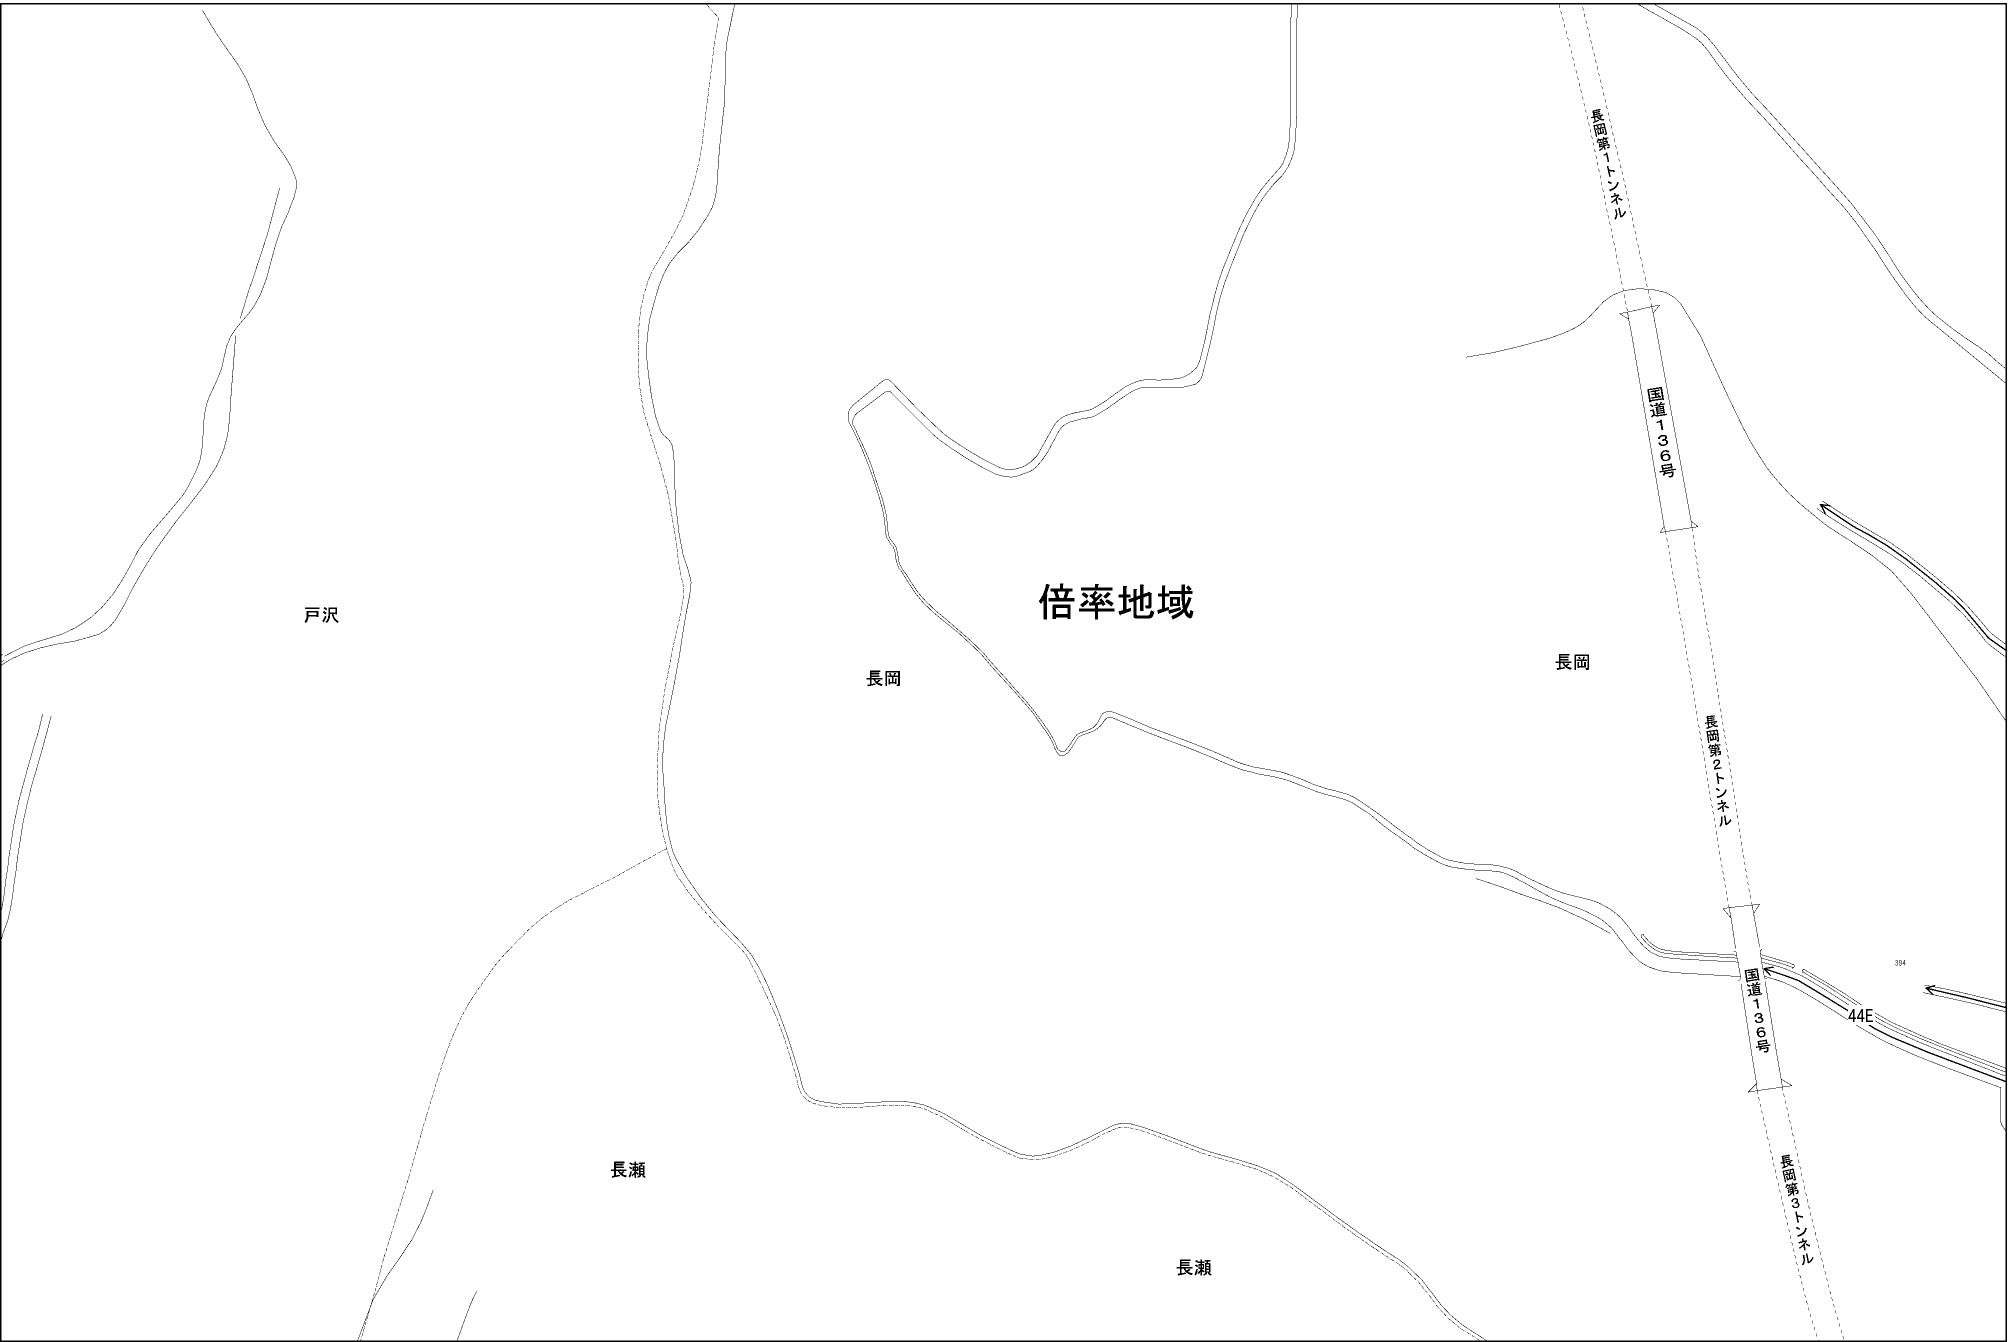 長岡第1トンネル
国道136号
倍率地域
戸沢
長岡
長岡
長岡第2トンネル
394
国道136号
44E
長瀬
長岡第3トンネル
長瀬